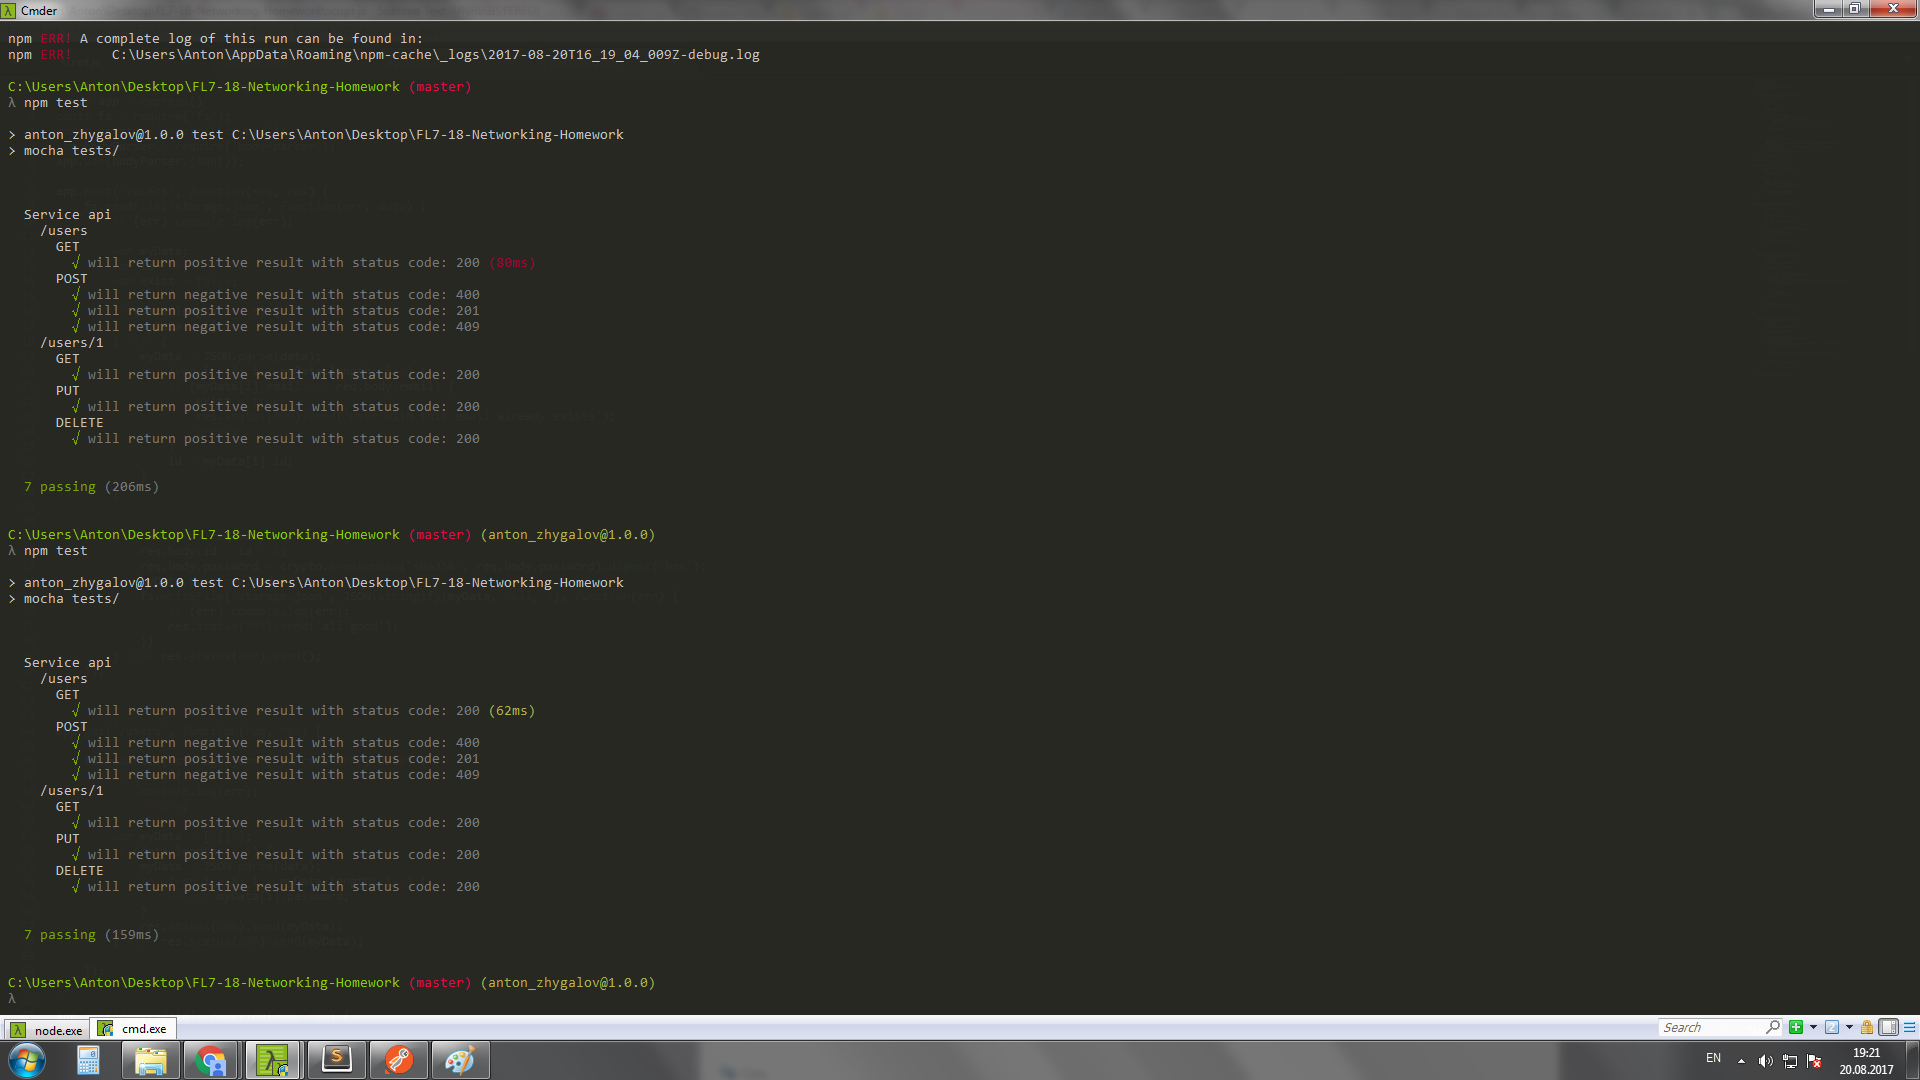 Cmder
npm ERR! A complete log of this run can be found in:
npm ERR!     C:\Users\Anton\AppData\Roaming\npm-cache\_logs\2017-08-20T16_19_04_009Z-debug.log
C:\Users\Anton\Desktop\FL7-18-Networking-Homework (master)
λ npm test
> anton_zhygalov@1.0.0 test C:\Users\Anton\Desktop\FL7-18-Networking-Homework
> mocha tests/
Service api
/users
GET
√ will return positive result with status code: 200 (80ms)
POST
√ will return negative result with status code: 400
√ will return positive result with status code: 201
√ will return negative result with status code: 409
/users/1
GET
√ will return positive result with status code: 200
PUT
√ will return positive result with status code: 200
DELETE
√ will return positive result with status code: 200
7 passing (206ms)
C:\Users\Anton\Desktop\FL7-18-Networking-Homework (master) (anton_zhygalov@1.0.0)
λ npm test
> anton_zhygalov@1.0.0 test C:\Users\Anton\Desktop\FL7-18-Networking-Homework
> mocha tests/
Service api
/users
GET
√ will return positive result with status code: 200 (62ms)
POST
√ will return negative result with status code: 400
√ will return positive result with status code: 201
√ will return negative result with status code: 409
/users/1
GET
√ will return positive result with status code: 200
PUT
√ will return positive result with status code: 200
DELETE
√ will return positive result with status code: 200
7 passing (159ms)
C:\Users\Anton\Desktop\FL7-18-Networking-Homework (master) (anton_zhygalov@1.0.0)
λ
node.exe cmd.exe Search
EN 19:21
20.08.2017